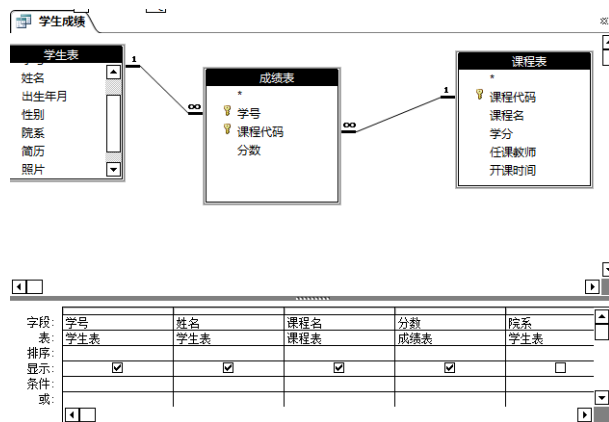 学生成绩
学生表
姓名
出生年月
性别
院系
简历
照片
1
∞
成绩表
*
学号
课程代码
分数
∞
1
课程表
*
课程代码
课程名
学分
任课教师
开课时间
字段: 学号 姓名 课程名 分数 院系
表: 学生表 学生表 课程表 成绩表 学生表
排序:
显示:
条件:
或: